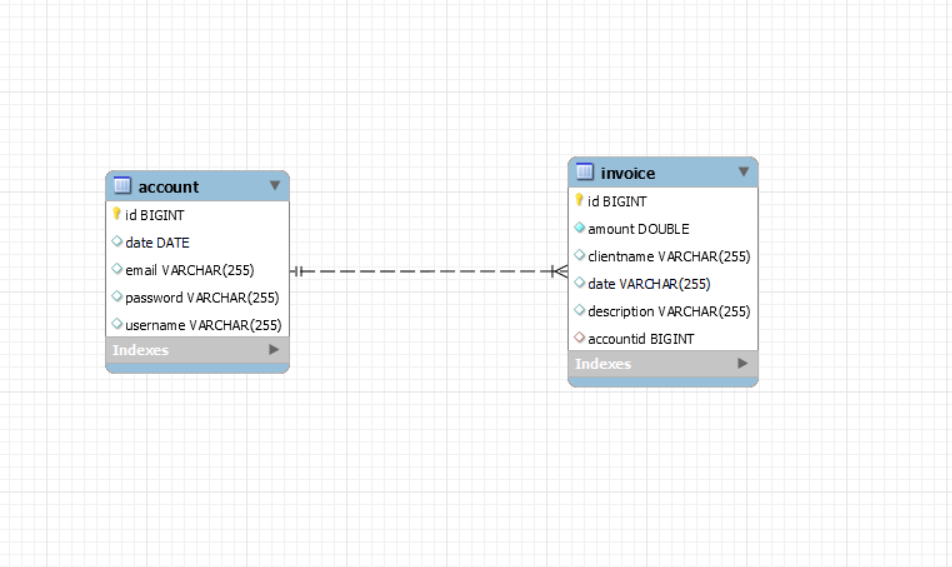 account
id BIGINT
date DATE
email VARCHAR(255)
password VARCHAR(255)
username VARCHAR(255)
Indexes
invoice
id BIGINT
amount DOUBLE
clientname VARCHAR(255)
date VARCHAR(255)
description VARCHAR(255)
accountid BIGINT
Indexes